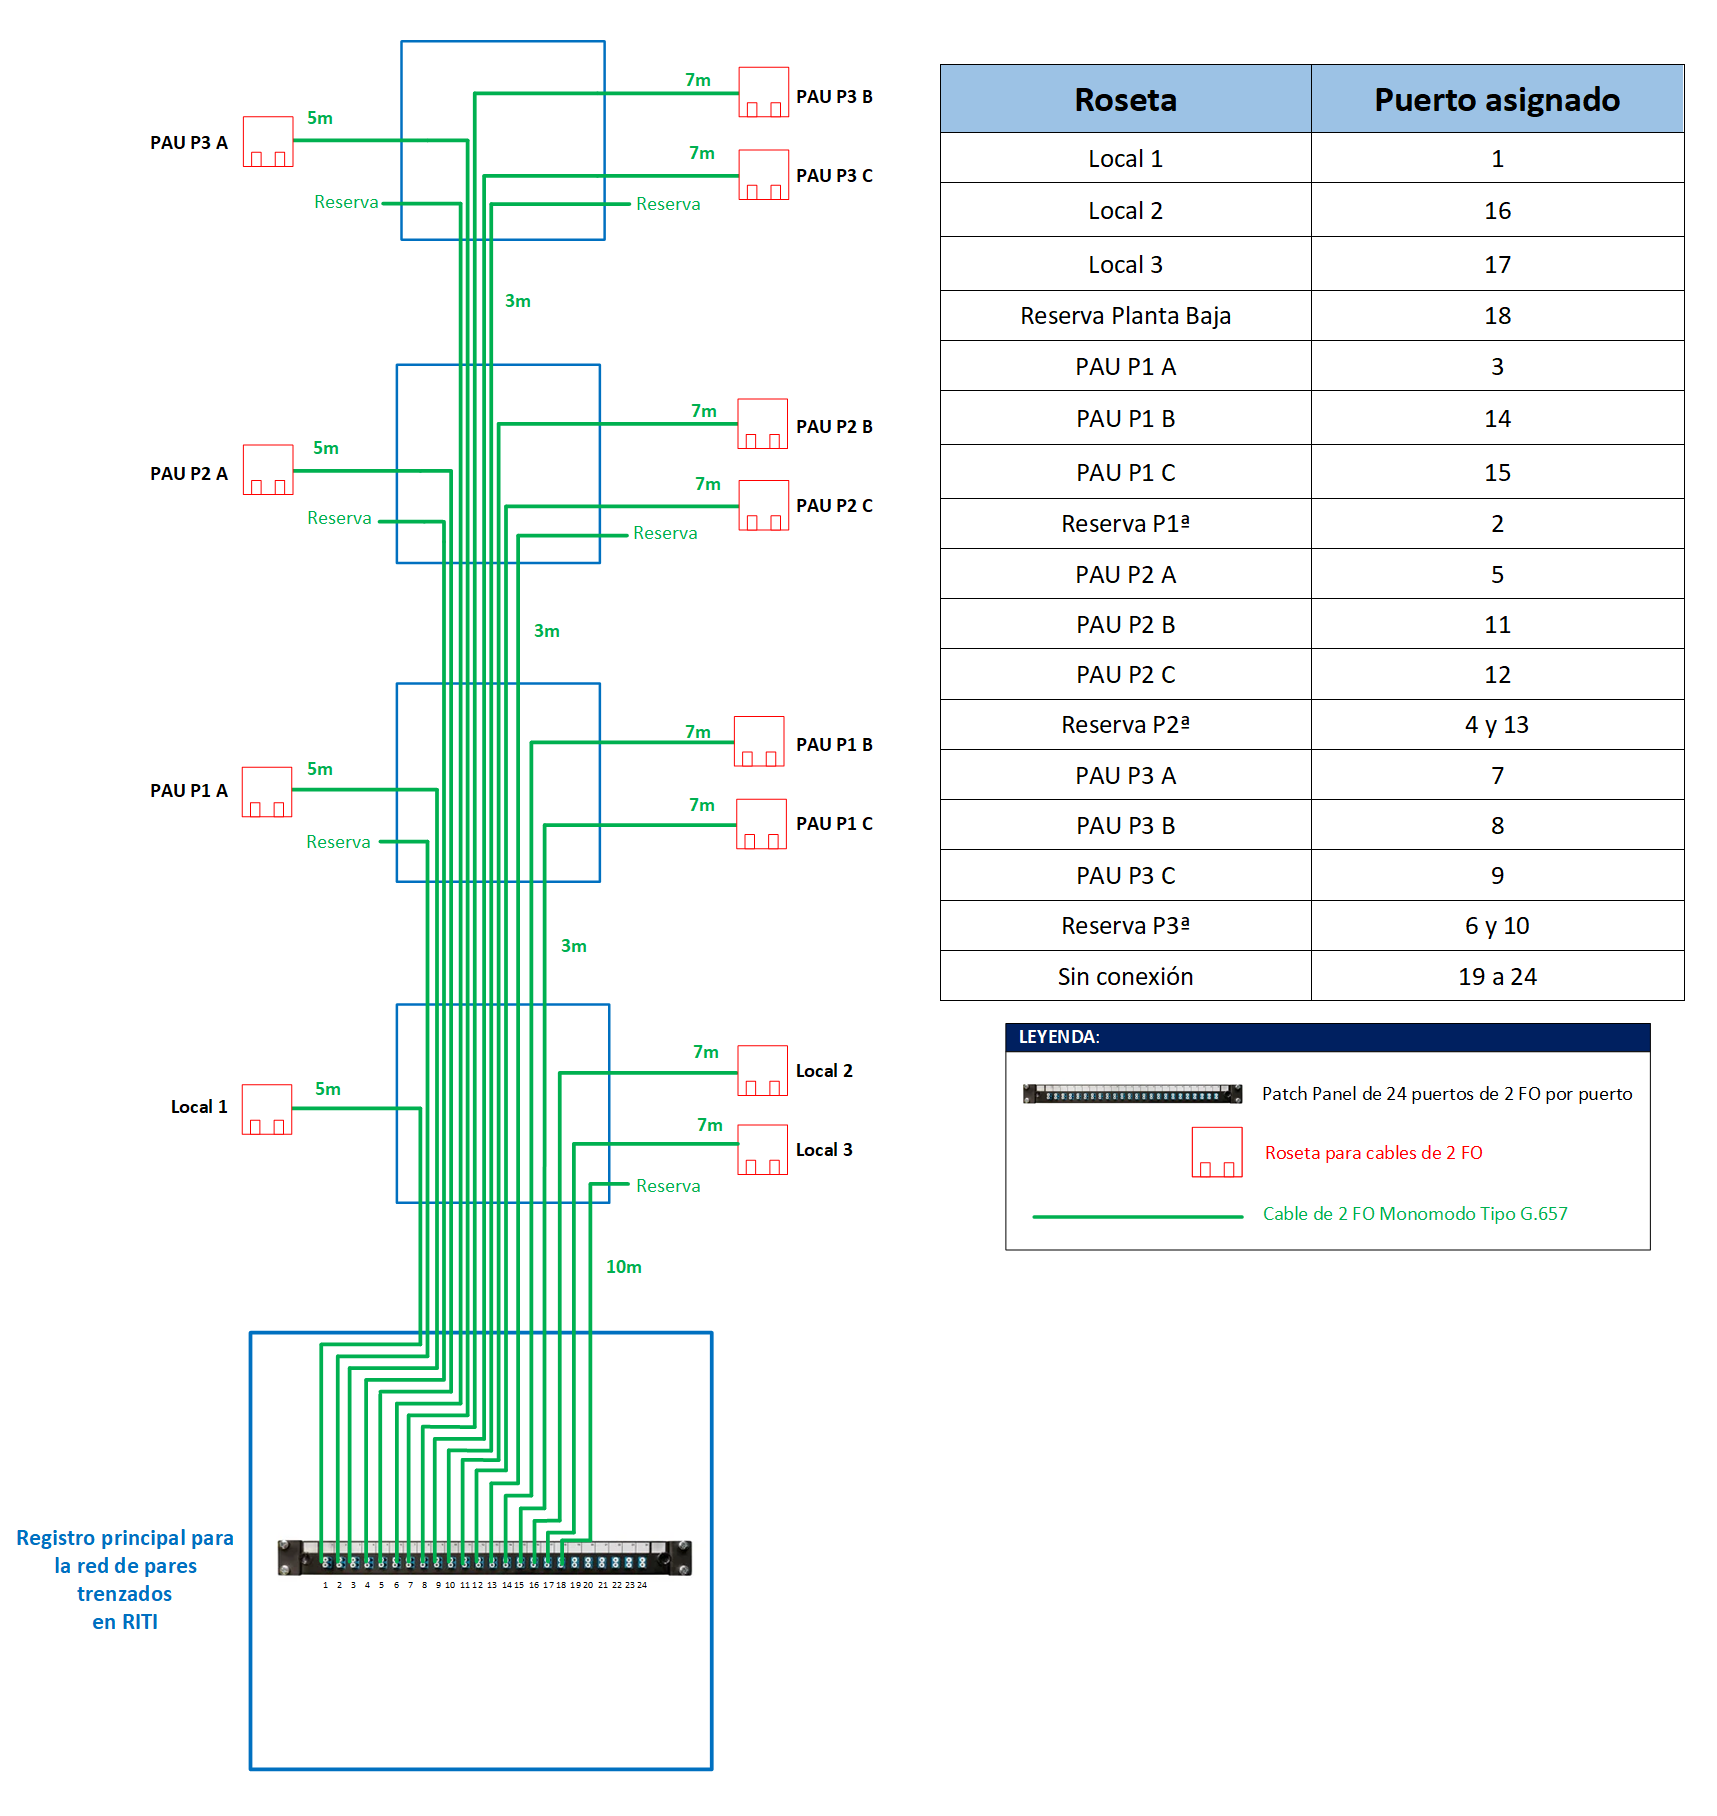 7m
PAU P3 B
5m
PAU P3 A
7m
PAU P3 C
Reserva
Reserva
3m
7m
PAU P2 B
5m
PAU P2 A
7m
PAU P2 C
Reserva
Reserva
3m
7m
PAU P1 B
5m
PAU P1 A
7m
PAU P1 C
Reserva
3m
7m
Local 2
5m
Local 1
7m
Local 3
Reserva
10m
Registro principal para
la red de pares
trenzados
en RITI
1 2 3 4 5 6 7 8 9 10 11 12 13 14 15 16 17 18 19 20 21 22 23 24
Roseta Puerto asignado
Local 1 1
Local 2 16
Local 3 17
Reserva Planta Baja 18
PAU P1 A 3
PAU P1 B 14
PAU P1 C 15
Reserva P1ª 2
PAU P2 A 5
PAU P2 B 11
PAU P2 C 12
Reserva P2ª 4 y 13
PAU P3 A 7
PAU P3 B 8
PAU P3 C 9
Reserva P3ª 6 y 10
Sin conexión 19 a 24
LEYENDA:
Patch Panel de 24 puertos de 2 FO por puerto
Roseta para cables de 2 FO
Cable de 2 FO Monomodo Tipo G.657